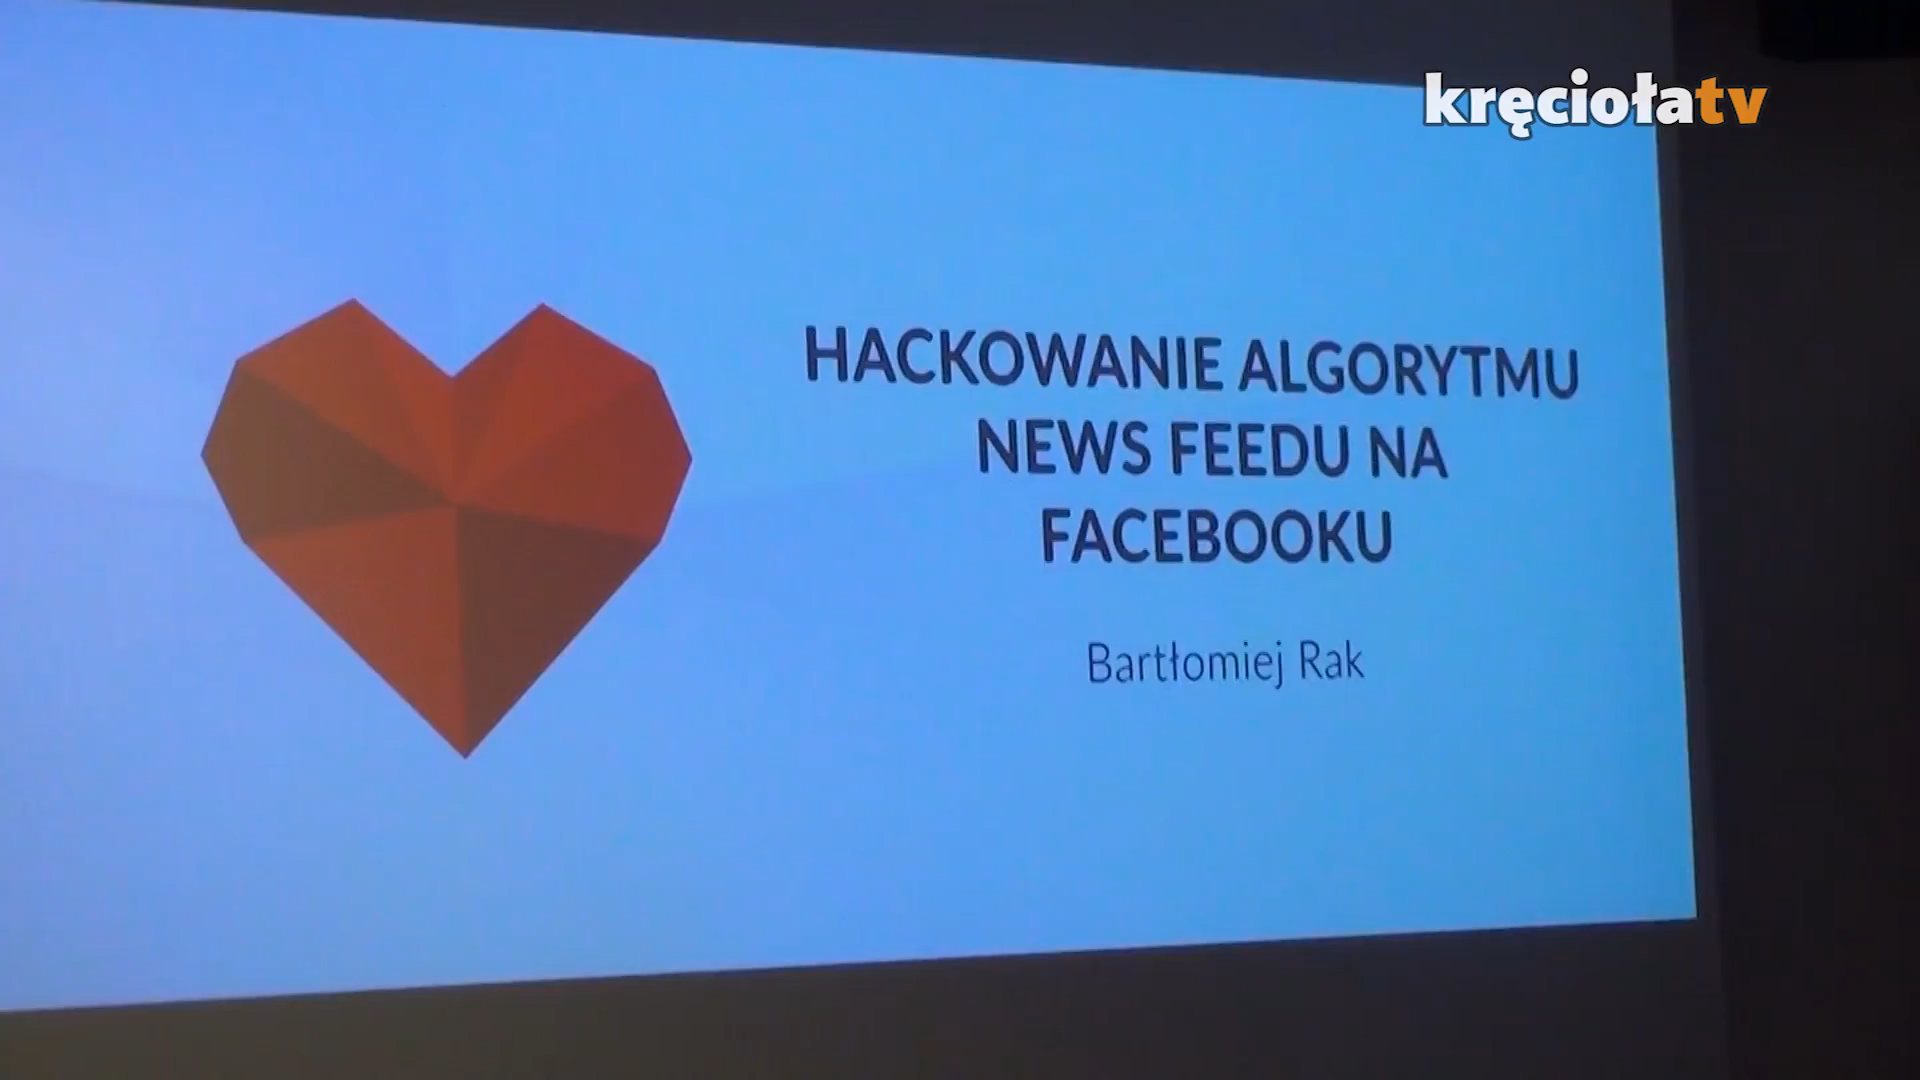 kręciołatv
HACKOWANIE ALGORYTMU
NEWS FEEDU NA
FACEBOOKU
Bartłomiej Rak